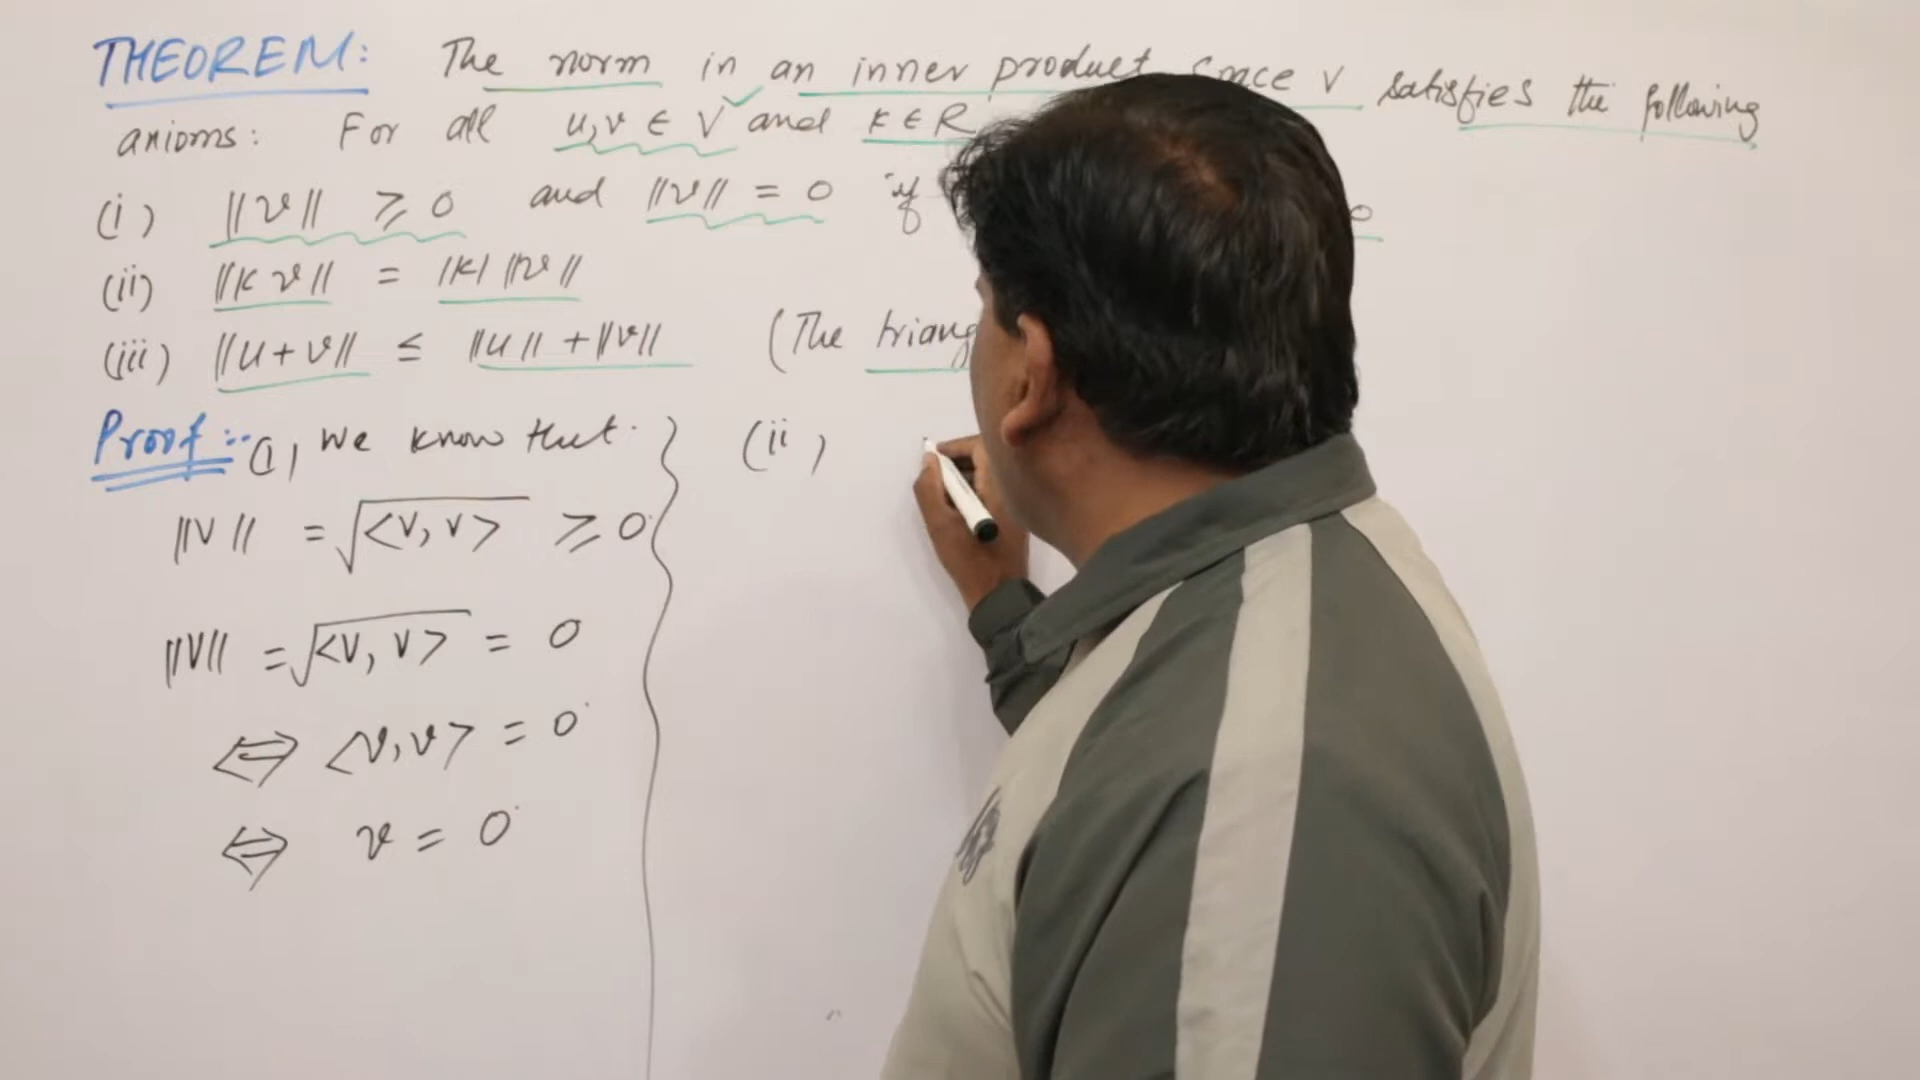 THEOREM: The norm in an inner product space V satisfies the following
axioms: For all u, v ∈ V and k ∈ R
(i) ||v|| ≥ 0 and ||v|| = 0 if 0
(ii) ||k v|| = |k| ||v||
(iii) ||u + v|| ≤ ||u|| + ||v|| (The triang
Proof:- (i) We know that.
||V|| = √<V, V> ≥ 0
||V|| = √<V, V> = 0
⇔ <v, v> = 0
⇔ v = 0
(ii)